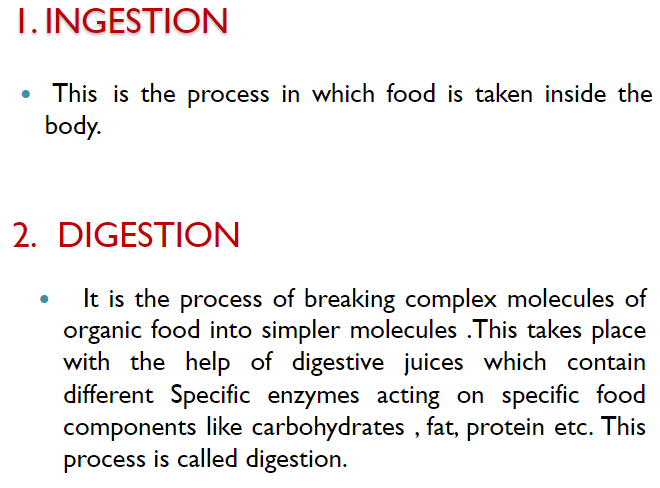 1. INGESTION
• This is the process in which food is taken inside the
body.
2. DIGESTION
• It is the process of breaking complex molecules of
organic food into simpler molecules .This takes place
with the help of digestive juices which contain
different Specific enzymes acting on specific food
components like carbohydrates , fat, protein etc. This
process is called digestion.